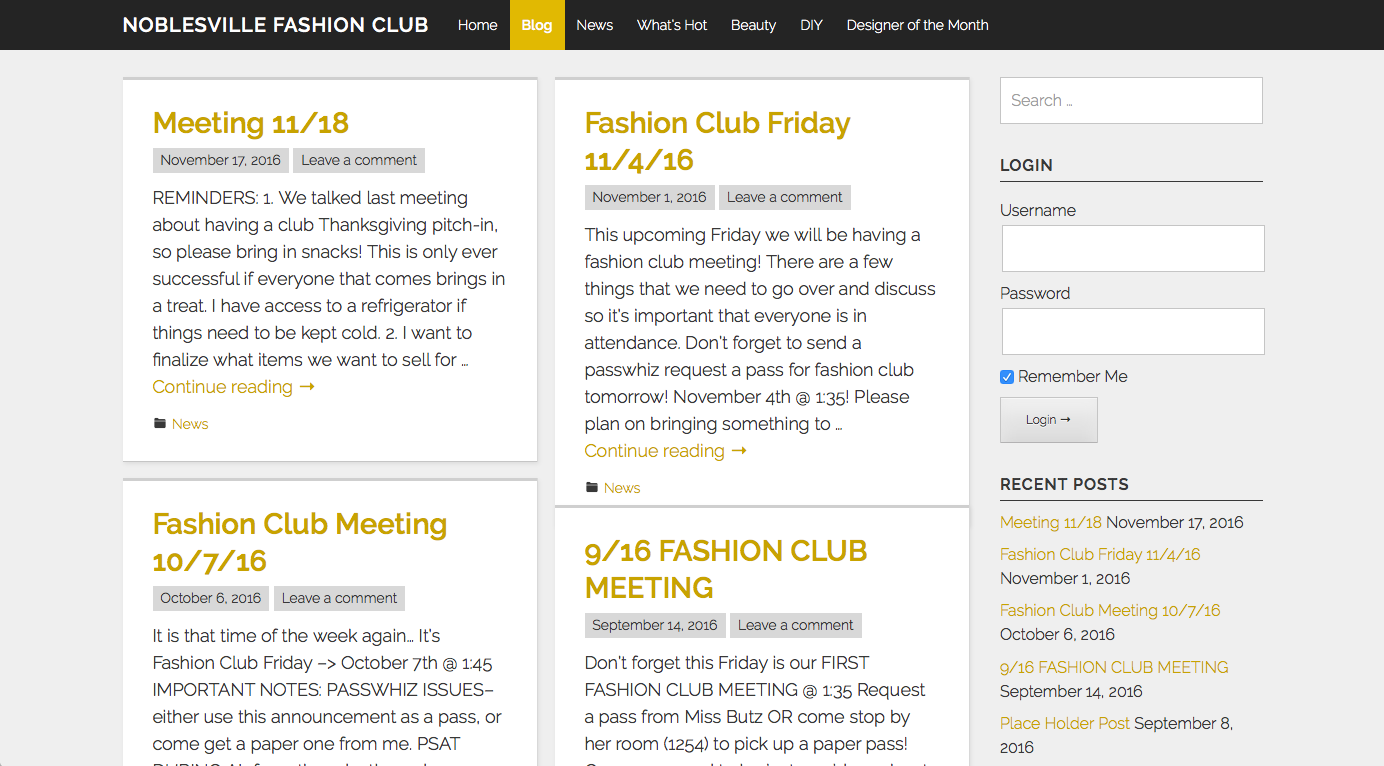 NOBLESVILLE FASHION CLUB
Home
Blog
News
What's Hot
Beauty
DIY
Designer of the Month
Meeting 11/18
November 17, 2016
Leave a comment
REMINDERS: 1. We talked last meeting
about having a club Thanksgiving pitch-in,
so please bring in snacks! This is only ever
successful if everyone that comes brings in
a treat. I have access to a refrigerator if
things need to be kept cold. 2. I want to
finalize what items we want to sell for …
Continue reading →
News
Fashion Club Meeting
10/7/16
October 6, 2016
Leave a comment
It is that time of the week again… It's
Fashion Club Friday –> October 7th @ 1:45
IMPORTANT NOTES: PASSWHIZ ISSUES–
either use this announcement as a pass, or
come get a paper one from me. PSAT
Fashion Club Friday
11/4/16
November 1, 2016
Leave a comment
This upcoming Friday we will be having a
fashion club meeting! There are a few
things that we need to go over and discuss
so it's important that everyone is in
attendance. Don't forget to send a
passwhiz request a pass for fashion club
tomorrow! November 4th @ 1:35! Please
plan on bringing something to …
Continue reading →
News
9/16 FASHION CLUB
MEETING
September 14, 2016
Leave a comment
Don't forget this Friday is our FIRST
FASHION CLUB MEETING @ 1:35 Request
a pass from Miss Butz OR come stop by
her room (1254) to pick up a paper pass!
Search …
LOGIN
Username
Password
Remember Me
Login →
RECENT POSTS
Meeting 11/18 November 17, 2016
Fashion Club Friday 11/4/16
November 1, 2016
Fashion Club Meeting 10/7/16
October 6, 2016
9/16 FASHION CLUB MEETING
September 14, 2016
Place Holder Post September 8,
2016